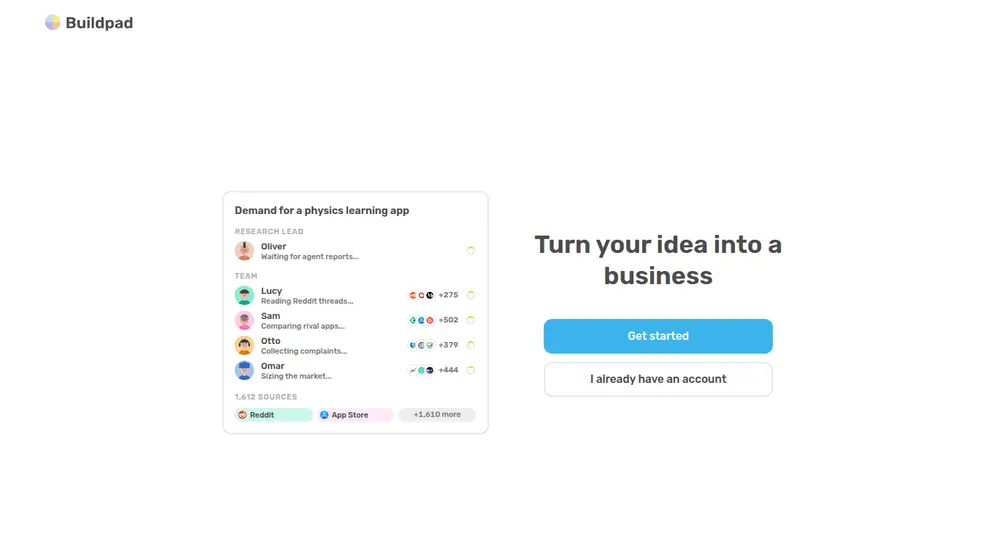 Buildpad
Demand for a physics learning app
RESEARCH LEAD
Oliver
Waiting for agent reports...
TEAM
Lucy
Reading Reddit threads...
+275
Sam
Comparing rival apps...
+502
Otto
Collecting complaints...
+379
Omar
Sizing the market...
+444
1,612 SOURCES
Reddit
App Store
+1,610 more
Turn your idea into a
business
Get started
I already have an account